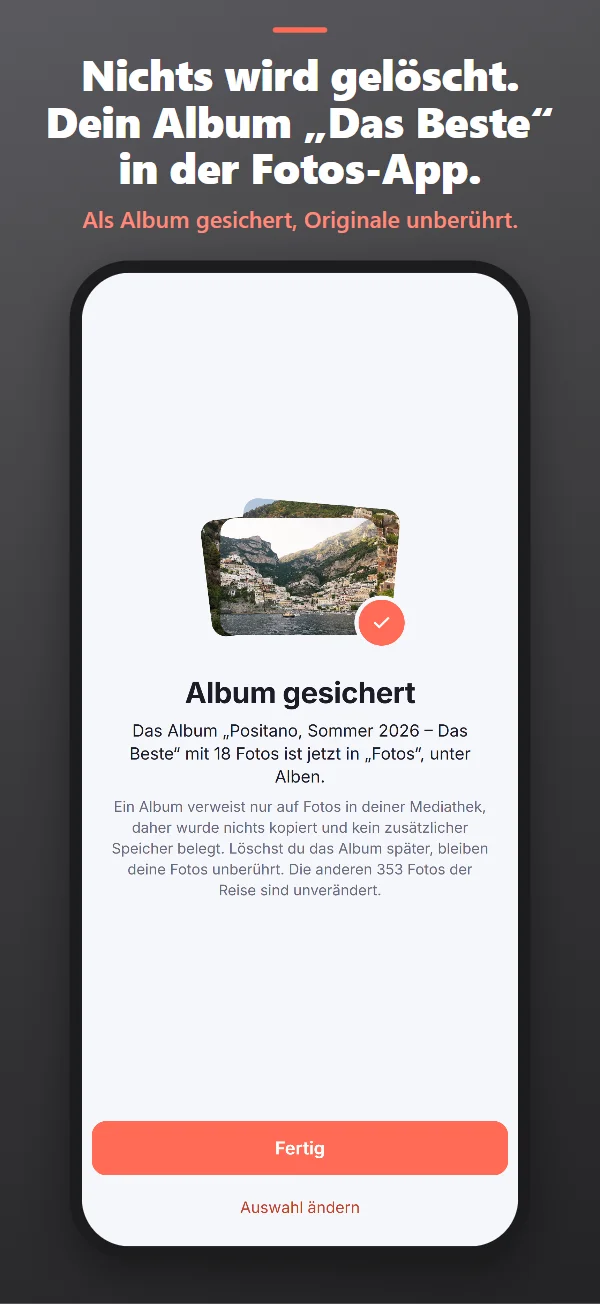 Nichts wird gelöscht.
Dein Album „Das Beste“
in der Fotos-App.
Als Album gesichert, Originale unberührt.
Album gesichert
Das Album „Positano, Sommer 2026 – Das
Beste“ mit 18 Fotos ist jetzt in „Fotos“, unter
Alben.
Ein Album verweist nur auf Fotos in deiner Mediathek,
daher wurde nichts kopiert und kein zusätzlicher
Speicher belegt. Löschst du das Album später, bleiben
deine Fotos unberührt. Die anderen 353 Fotos der
Reise sind unverändert.
Fertig
Auswahl ändern